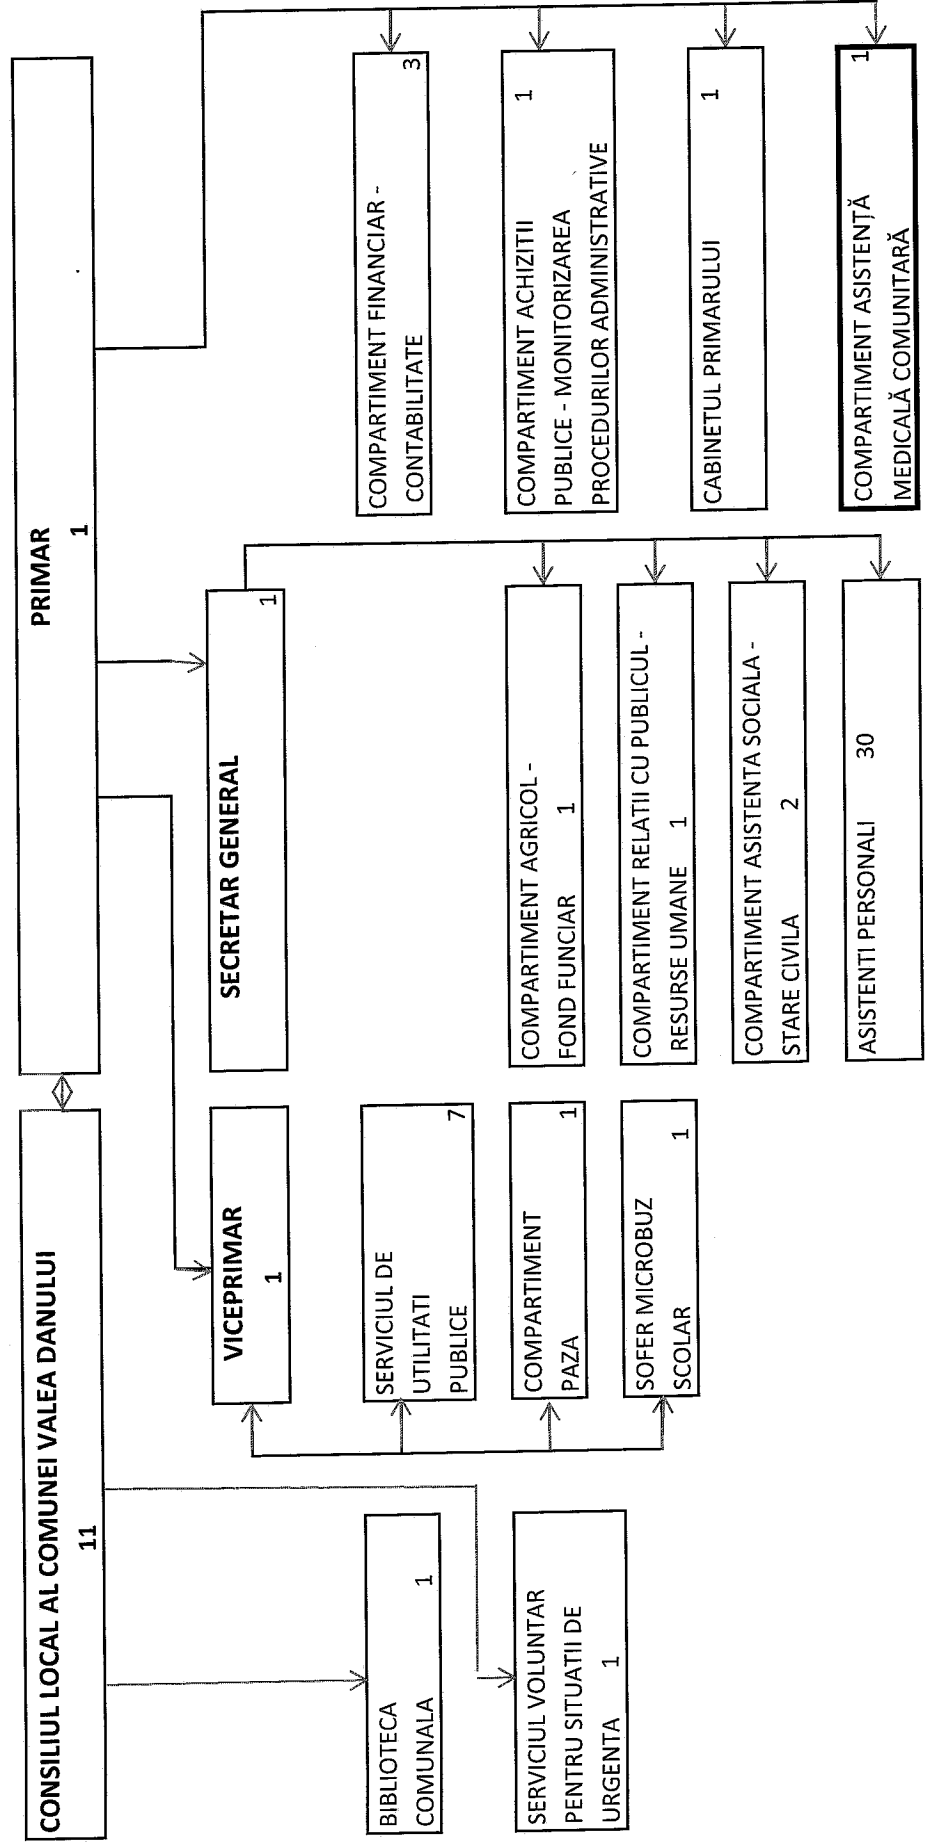 CONSILIUL LOCAL AL COMUNEI VALEA DANULUI
11
PRIMAR
1
VICEPRIMAR
1
SECRETAR GENERAL
1
BIBLIOTECA
COMUNALA 1
SERVICIUL VOLUNTAR
PENTRU SITUATII DE
URGENTA 1
SERVICIUL DE
UTILITATI
PUBLICE 7
COMPARTIMENT
PAZA 1
SOFER MICROBUZ
SCOLAR 1
COMPARTIMENT AGRICOL -
FOND FUNCIAR 1
COMPARTIMENT RELATII CU PUBLICUL -
RESURSE UMANE 1
COMPARTIMENT ASISTENTA SOCIALA -
STARE CIVILA 2
ASISTENTI PERSONALI 30
COMPARTIMENT FINANCIAR -
CONTABILITATE 3
COMPARTIMENT ACHIZITII 1
PUBLICE - MONITORIZAREA
PROCEDURILOR ADMINISTRATIVE
CABINETUL PRIMARULUI 1
COMPARTIMENT ASISTENȚĂ 1
MEDICALĂ COMUNITARĂ